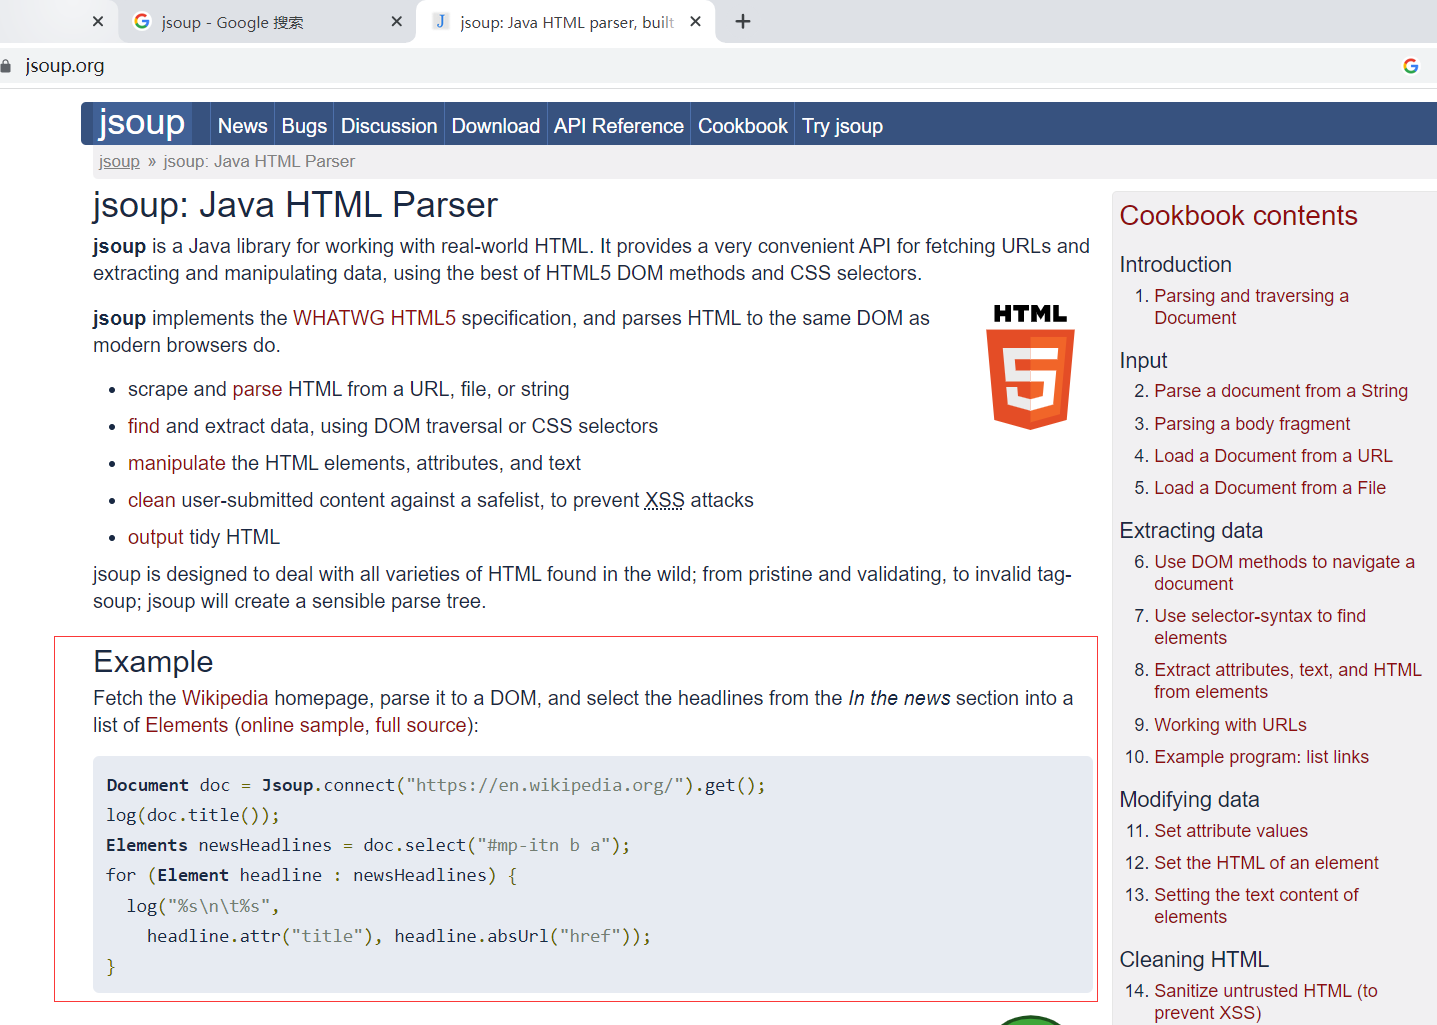 jsoup - Google 搜索
jsoup: Java HTML parser, built
jsoup.org
jsoup News Bugs Discussion Download API Reference Cookbook Try jsoup
jsoup » jsoup: Java HTML Parser
jsoup: Java HTML Parser
jsoup is a Java library for working with real-world HTML. It provides a very convenient API for fetching URLs and
extracting and manipulating data, using the best of HTML5 DOM methods and CSS selectors.
HTML
5
jsoup implements the WHATWG HTML5 specification, and parses HTML to the same DOM as
modern browsers do.
• scrape and parse HTML from a URL, file, or string
• find and extract data, using DOM traversal or CSS selectors
• manipulate the HTML elements, attributes, and text
• clean user-submitted content against a safelist, to prevent XSS attacks
• output tidy HTML
jsoup is designed to deal with all varieties of HTML found in the wild; from pristine and validating, to invalid tag-
soup; jsoup will create a sensible parse tree.
Example
Fetch the Wikipedia homepage, parse it to a DOM, and select the headlines from the In the news section into a
list of Elements (online sample, full source):
Document doc = Jsoup.connect("https://en.wikipedia.org/").get();
log(doc.title());
Elements newsHeadlines = doc.select("#mp-itn b a");
for (Element headline : newsHeadlines) {
  log("%s\n\t%s",
    headline.attr("title"), headline.absUrl("href"));
}
Cookbook contents
Introduction
1. Parsing and traversing a
Document
Input
2. Parse a document from a String
3. Parsing a body fragment
4. Load a Document from a URL
5. Load a Document from a File
Extracting data
6. Use DOM methods to navigate a
document
7. Use selector-syntax to find
elements
8. Extract attributes, text, and HTML
from elements
9. Working with URLs
10. Example program: list links
Modifying data
11. Set attribute values
12. Set the HTML of an element
13. Setting the text content of
elements
Cleaning HTML
14. Sanitize untrusted HTML (to
prevent XSS)